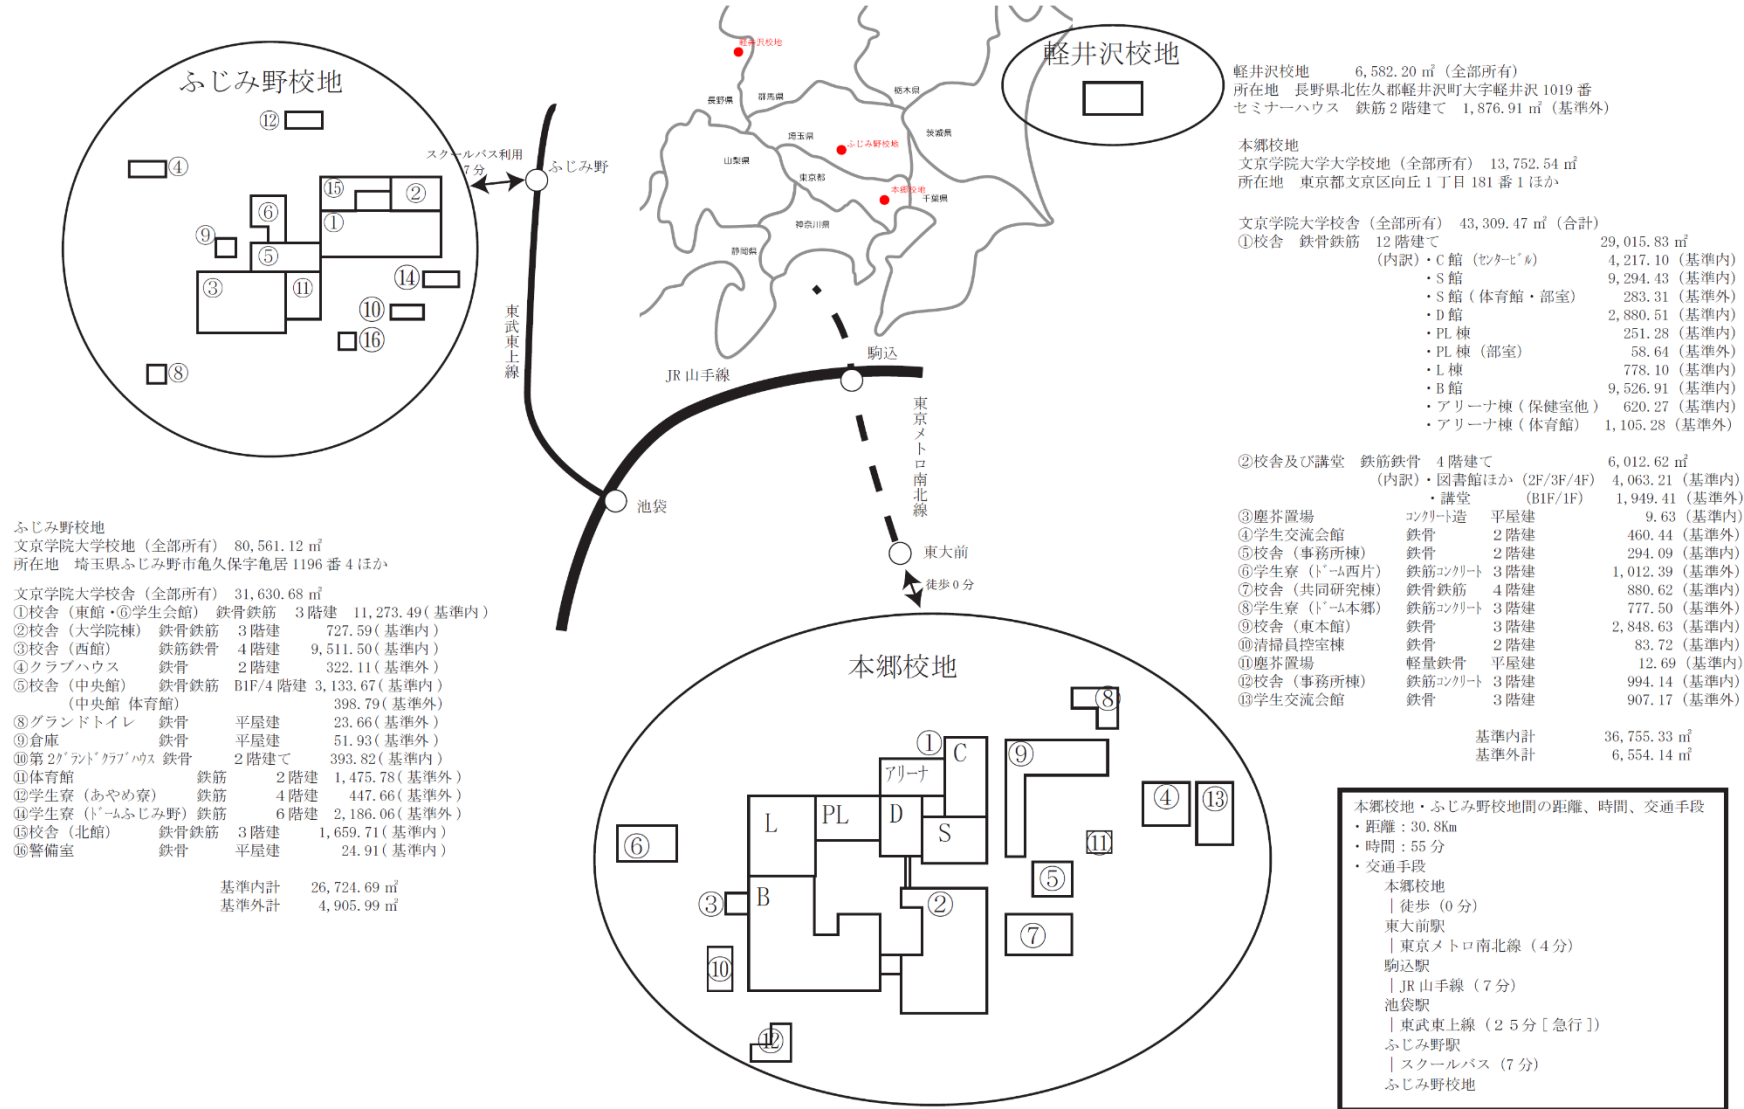 ふじみ野校地
⑫
④
⑮
②
⑥
①
⑨
⑤
③
⑪
⑭
⑩
⑯
⑧
スクールバス利用
7分
ふじみ野
東武東上線
池袋
JR山手線
駒込
東京メトロ南北線
東大前
徒歩0分
軽井沢校地
長野県
群馬県
栃木県
茨城県
埼玉県
ふじみ野校地
山梨県
東京都
本郷校地
千葉県
神奈川県
静岡県
軽井沢校地
軽井沢校地 6,582.20㎡(全部所有)
所在地 長野県北佐久郡軽井沢町大字軽井沢1019番
セミナーハウス 鉄筋2階建て 1,876.91㎡(基準外)
本郷校地
文京学院大学大学校地(全部所有) 13,752.54㎡
所在地 東京都文京区向丘1丁目181番1ほか
文京学院大学校舎(全部所有) 43,309.47㎡(合計)
①校舎 鉄骨鉄筋 12階建て 29,015.83㎡
(内訳)・C館(センタービル) 4,217.10(基準内)
・S館 9,294.43(基準内)
・S館(体育館・部室) 283.31(基準外)
・D館 2,880.51(基準内)
・PL棟 251.28(基準内)
・PL棟(部室) 58.64(基準外)
・L棟 778.10(基準内)
・B館 9,526.91(基準内)
・アリーナ棟(保健室他) 620.27(基準内)
・アリーナ棟(体育館) 1,105.28(基準外)
②校舎及び講堂 鉄筋鉄骨 4階建て 6,012.62㎡
(内訳)・図書館ほか(2F/3F/4F) 4,063.21(基準内)
・講堂 (B1F/1F) 1,949.41(基準外)
③塵芥置場 コンクリート造 平屋建 9.63(基準内)
④学生交流会館 鉄骨 2階建 460.44(基準外)
⑤校舎(事務所棟) 鉄骨 2階建 294.09(基準内)
⑥学生寮(ドーム西片) 鉄筋コンクリート 3階建 1,012.39(基準外)
⑦校舎(共同研究棟) 鉄骨鉄筋 4階建 880.62(基準内)
⑧学生寮(ドーム本郷) 鉄筋コンクリート 3階建 777.50(基準外)
⑨校舎(東本館) 鉄骨 3階建 2,848.63(基準内)
⑩清掃員控室棟 鉄骨 2階建 83.72(基準内)
⑪塵芥置場 軽量鉄骨 平屋建 12.69(基準内)
⑫校舎(事務所棟) 鉄筋コンクリート 3階建 994.14(基準内)
⑬学生交流会館 鉄骨 3階建 907.17(基準外)
基準内計 36,755.33㎡
基準外計 6,554.14㎡
ふじみ野校地
文京学院大学校地(全部所有) 80,561.12㎡
所在地 埼玉県ふじみ野市亀久保字亀居1196番4ほか
文京学院大学校舎(全部所有) 31,630.68㎡
①校舎(東館・⑥学生会館) 鉄骨鉄筋 3階建 11,273.49(基準内)
②校舎(大学院棟) 鉄骨鉄筋 3階建 727.59(基準内)
③校舎(西館) 鉄筋鉄骨 4階建 9,511.50(基準内)
④クラブハウス 鉄骨 2階建 322.11(基準外)
⑤校舎(中央館) 鉄骨鉄筋 B1F/4階建 3,133.67(基準内)
(中央館 体育館) 398.79(基準外)
⑧グランドトイレ 鉄骨 平屋建 23.66(基準外)
⑨倉庫 鉄骨 平屋建 51.93(基準外)
⑩第2グランドクラブハウス 鉄骨 2階建て 393.82(基準内)
⑪体育館 鉄筋 2階建 1,475.78(基準外)
⑫学生寮(あやめ寮) 鉄筋 4階建 447.66(基準外)
⑭学生寮(ドームふじみ野) 鉄筋 6階建 2,186.06(基準外)
⑮校舎(北館) 鉄骨鉄筋 3階建 1,659.71(基準内)
⑯警備室 鉄骨 平屋建 24.91(基準内)
基準内計 26,724.69㎡
基準外計 4,905.99㎡
本郷校地
⑧
①
C
⑨
アリーナ
④
⑬
L
PL
D
S
⑥
⑪
⑤
③
B
②
⑦
⑩
⑫
本郷校地・ふじみ野校地間の距離、時間、交通手段
・距離:30.8Km
・時間:55分
・交通手段
本郷校地
|徒歩(0分)
東大前駅
|東京メトロ南北線(4分)
駒込駅
|JR山手線(7分)
池袋駅
|東武東上線(25分[急行])
ふじみ野駅
|スクールバス(7分)
ふじみ野校地